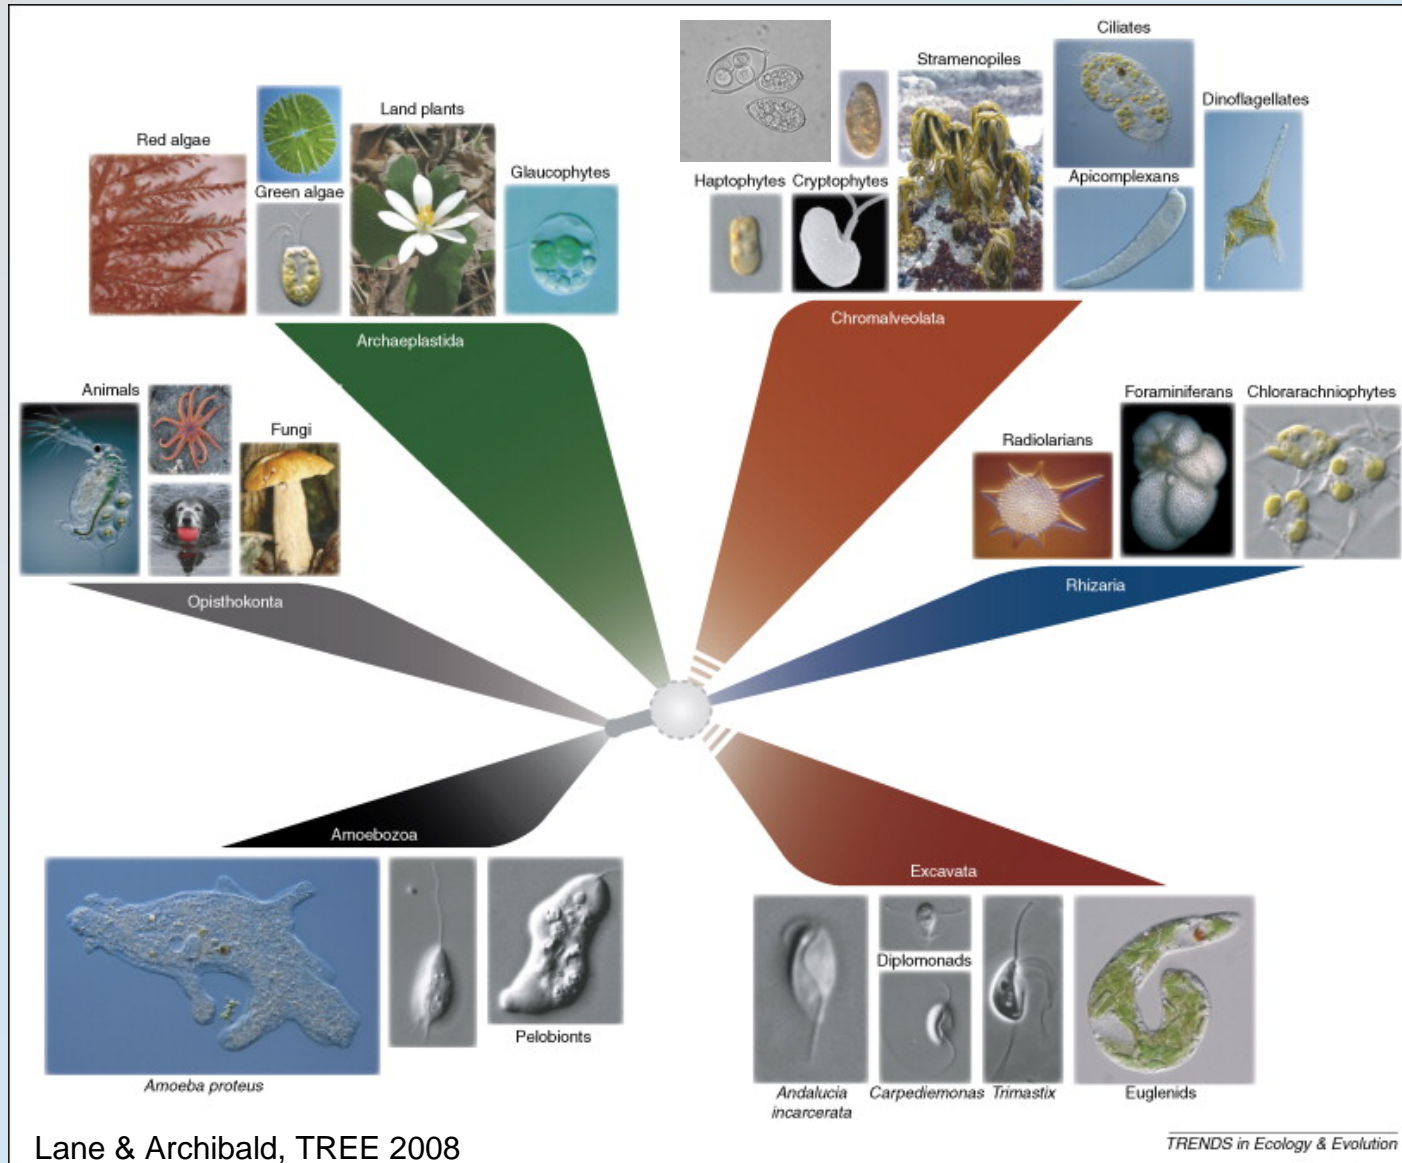 Ciliates
Stramenopiles
Dinoflagellates
Land plants
Red algae
Glaucophytes
Green algae
Haptophytes
Cryptophytes
Apicomplexans
Chromalveolata
Archaeplastida
Animals
Foraminiferans
Chlorarachniophytes
Fungi
Radiolarians
Opisthokonta
Rhizaria
Amoebozoa
Excavata
Diplomonads
Pelobionts
Amoeba proteus
Andalucia
incarcerata
Carpediemonas
Trimastix
Euglenids
Lane & Archibald, TREE 2008
TRENDS in Ecology & Evolution